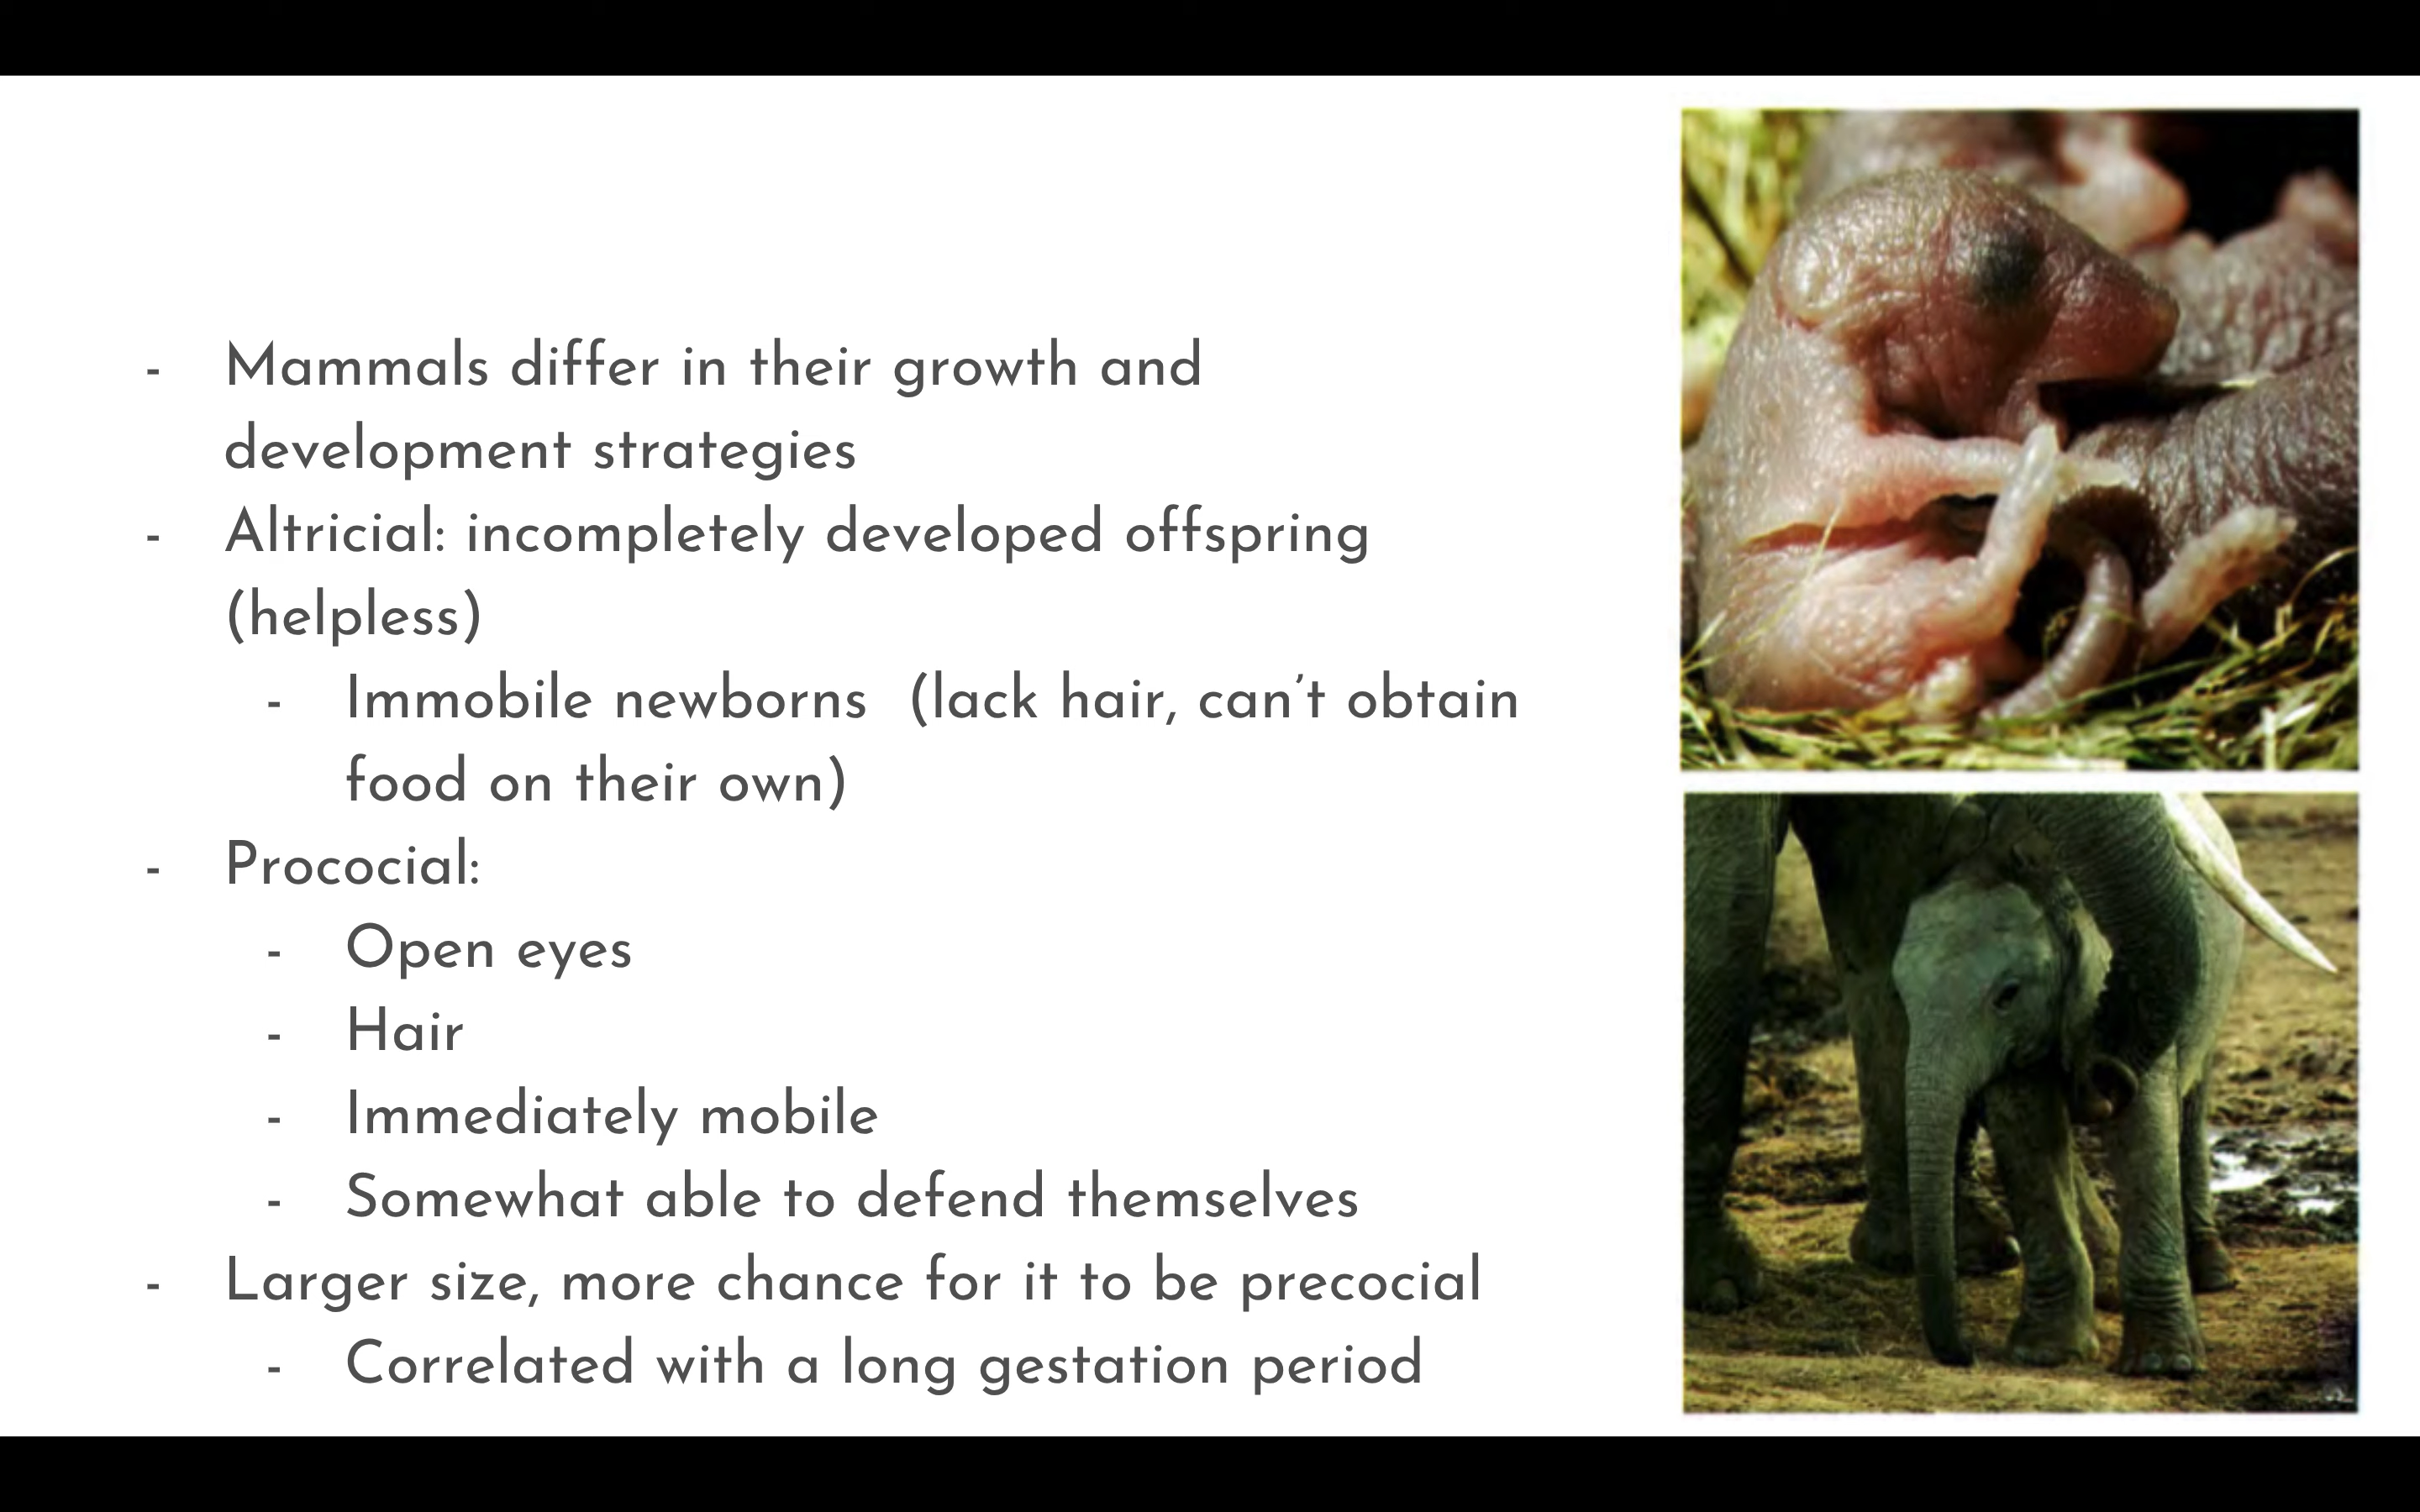 - Mammals differ in their growth and
development strategies
- Altricial: incompletely developed offspring
(helpless)
- Immobile newborns  (lack hair, can’t obtain
food on their own)
- Prococial:
- Open eyes
- Hair
- Immediately mobile
- Somewhat able to defend themselves
- Larger size, more chance for it to be precocial
- Correlated with a long gestation period